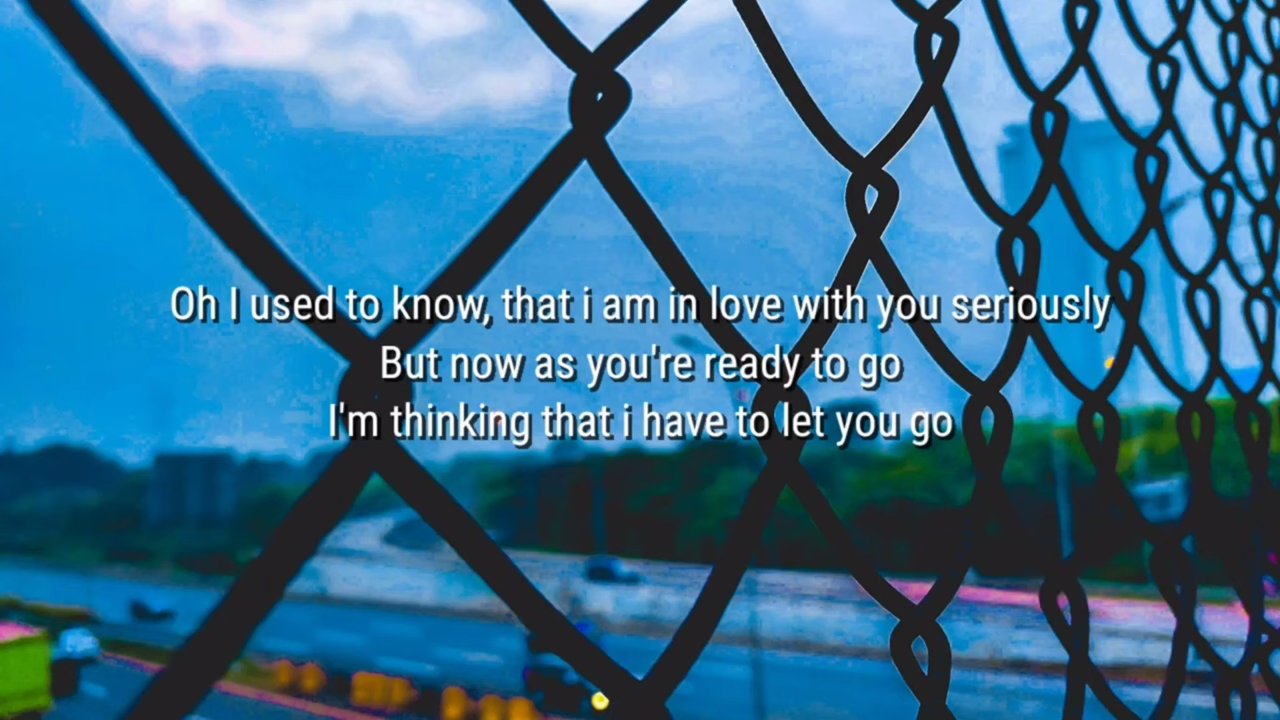 Oh I used to know, that i am in love with you seriously
But now as you're ready to go
I'm thinking that i have to let you go